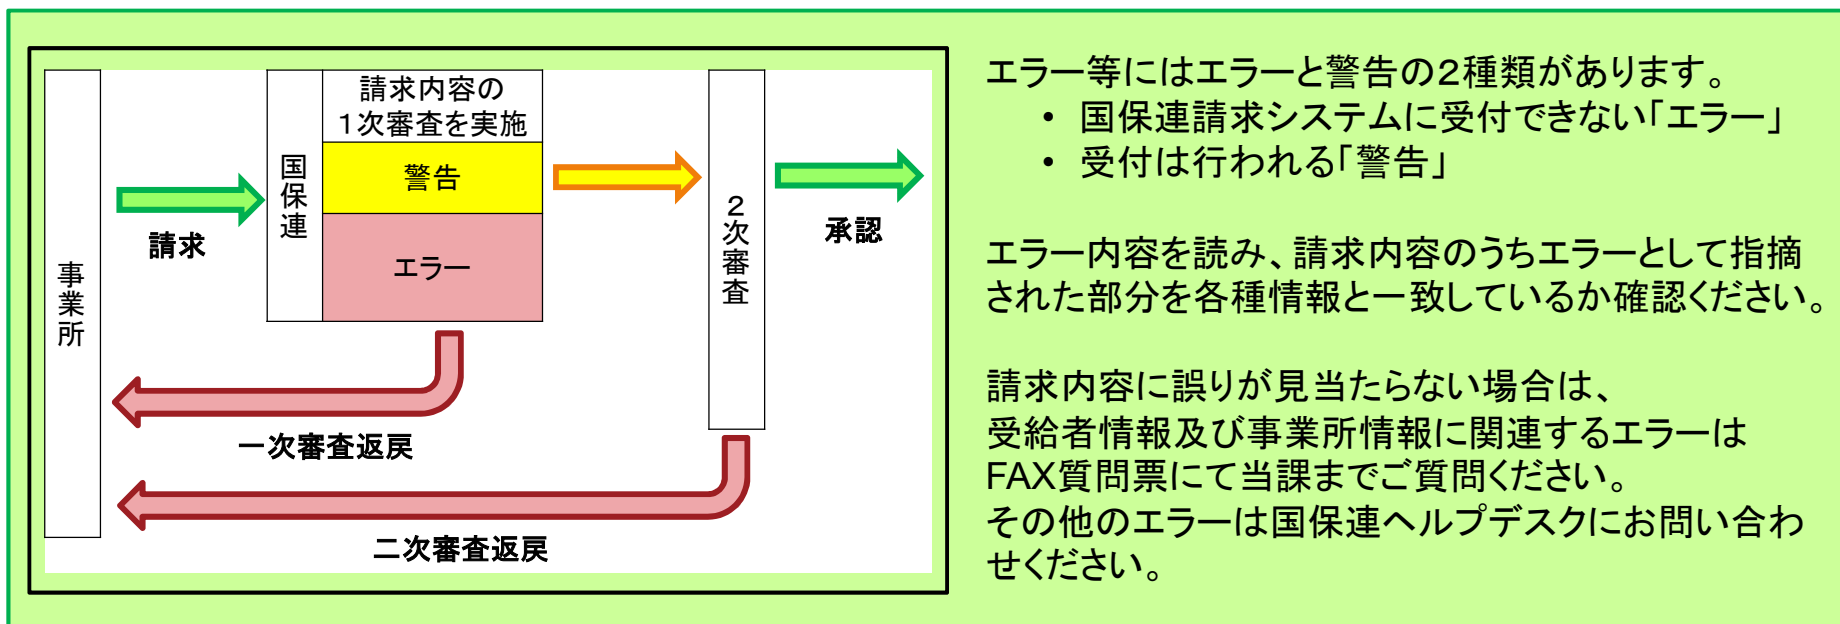 事業所
請求
国保連
請求内容の
1次審査を実施
警告
エラー
2次審査
承認
一次審査返戻
二次審査返戻
エラー等にはエラーと警告の2種類があります。
• 国保連請求システムに受付できない「エラー」
• 受付は行われる「警告」
エラー内容を読み、請求内容のうちエラーとして指摘
された部分を各種情報と一致しているか確認ください。
請求内容に誤りが見当たらない場合は、
受給者情報及び事業所情報に関連するエラーは
FAX質問票にて当課までご質問ください。
その他のエラーは国保連ヘルプデスクにお問い合わ
せください。